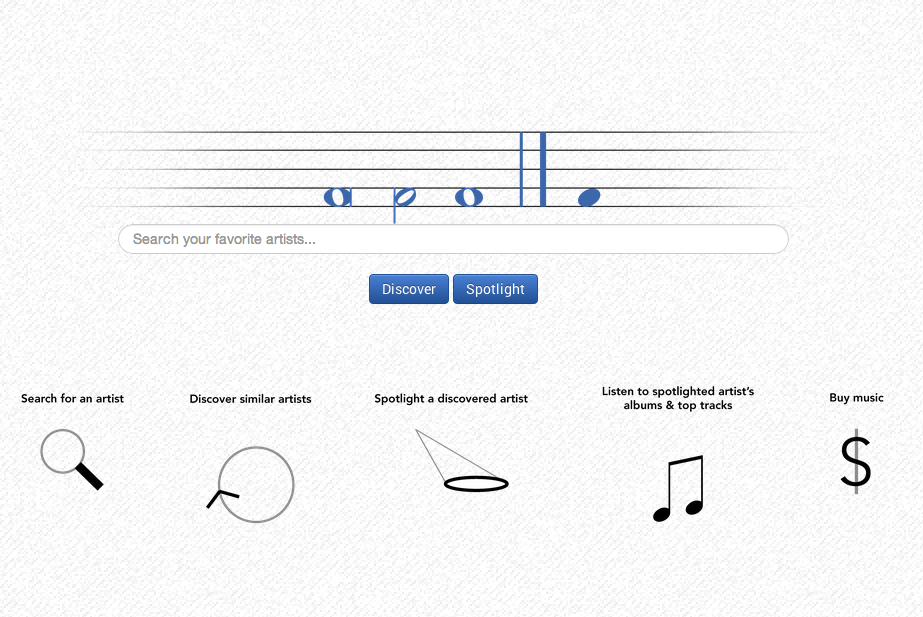 Search your favorite artists...
Discover Spotlight
Search for an artist
Discover similar artists
Spotlight a discovered artist
Listen to spotlighted artist's
albums & top tracks
Buy music
$